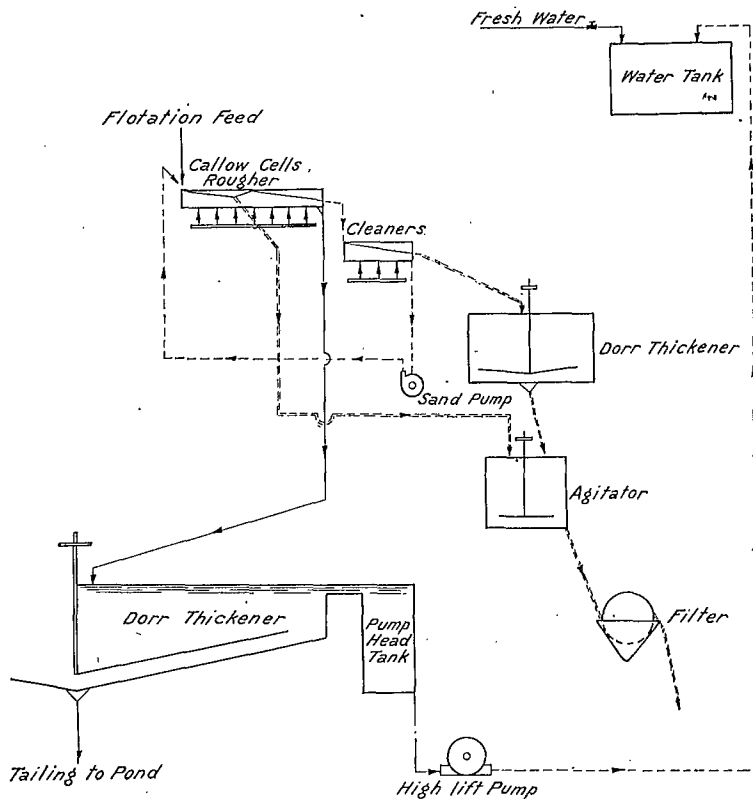 Fresh Water
Water Tank
Flotation Feed
Callow Cells
Rougher
Cleaners
Dorr Thickener
Sand Pump
Agitator
Dorr Thickener
Pump
Head
Tank
Filter
Tailing to Pond
High lift Pump